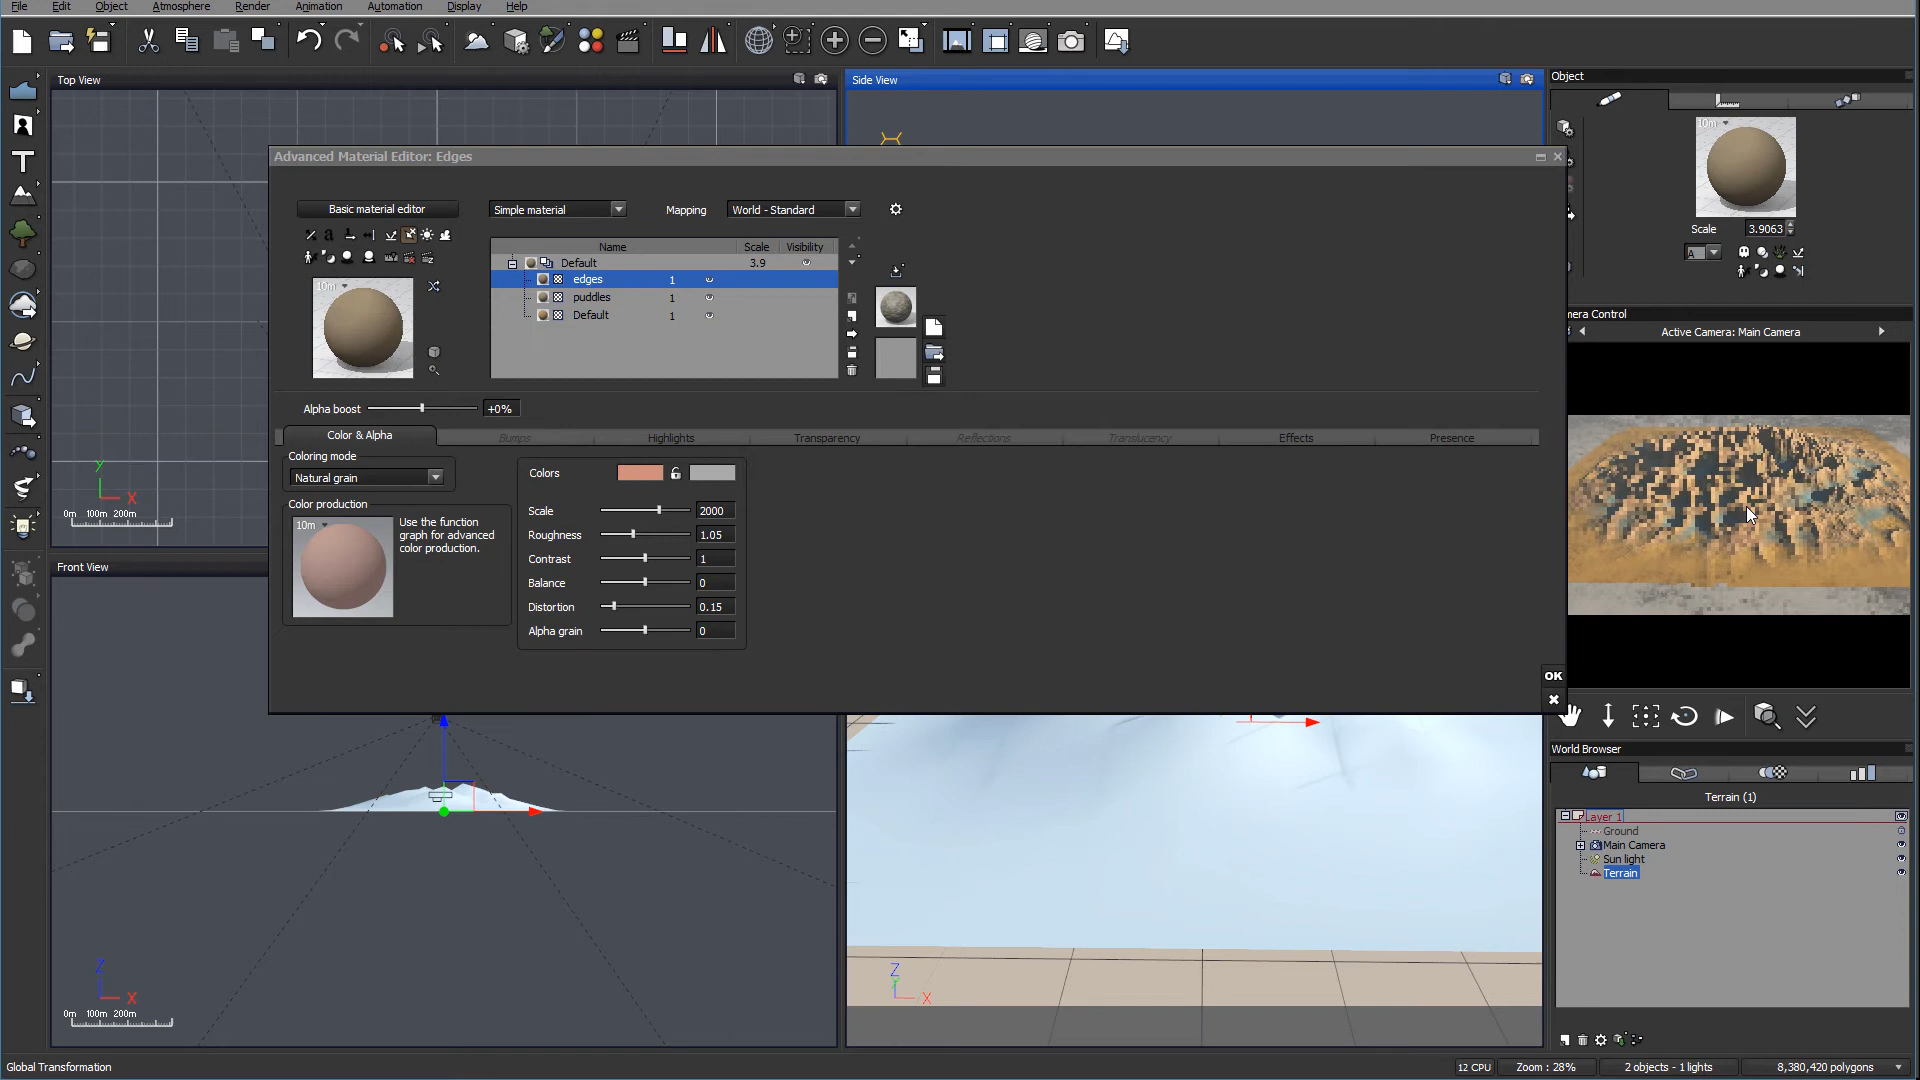 File Edit Object Atmosphere Render Animation Automation Display Help
Top View
Side View
Object
10m
Scale 3.9063
A
Advanced Material Editor: Edges
Basic material editor
Simple material
Mapping
World - Standard
Name Scale Visibility
Default 3.9
edges 1
puddles 1
Default 1
10m
Alpha boost +0%
Color & Alpha Bumps Highlights Transparency Reflections Translucency Effects Presence
Coloring mode
Natural grain
Color production
10m
Use the function
graph for advanced
color production.
Colors
Scale 2000
Roughness 1.05
Contrast 1
Balance 0
Distortion 0.15
Alpha grain 0
OK
mera Control
Active Camera: Main Camera
Y
X
0m 100m 200m
Front View
Z
X
0m 100m 200m
Z
X
World Browser
Terrain (1)
Layer 1
Ground
Main Camera
Sun light
Terrain
Global Transformation
12 CPU
Zoom : 28%
2 objects - 1 lights
8,380,420 polygons